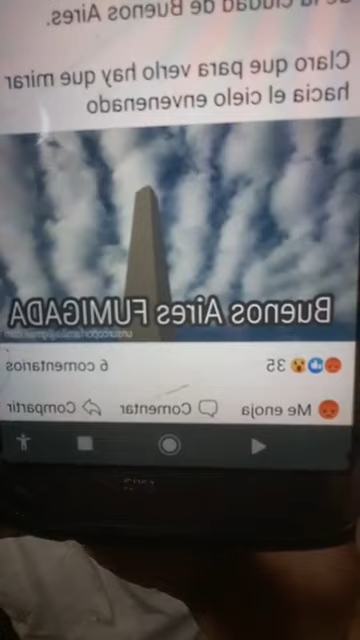 de la Ciudad de Buenos Aires.
Claro que para verlo hay que mirar
hacia el cielo envenenado
Buenos Aires FUMIGADA
35
6 comentarios
Me enoja
Comentar
Compartir